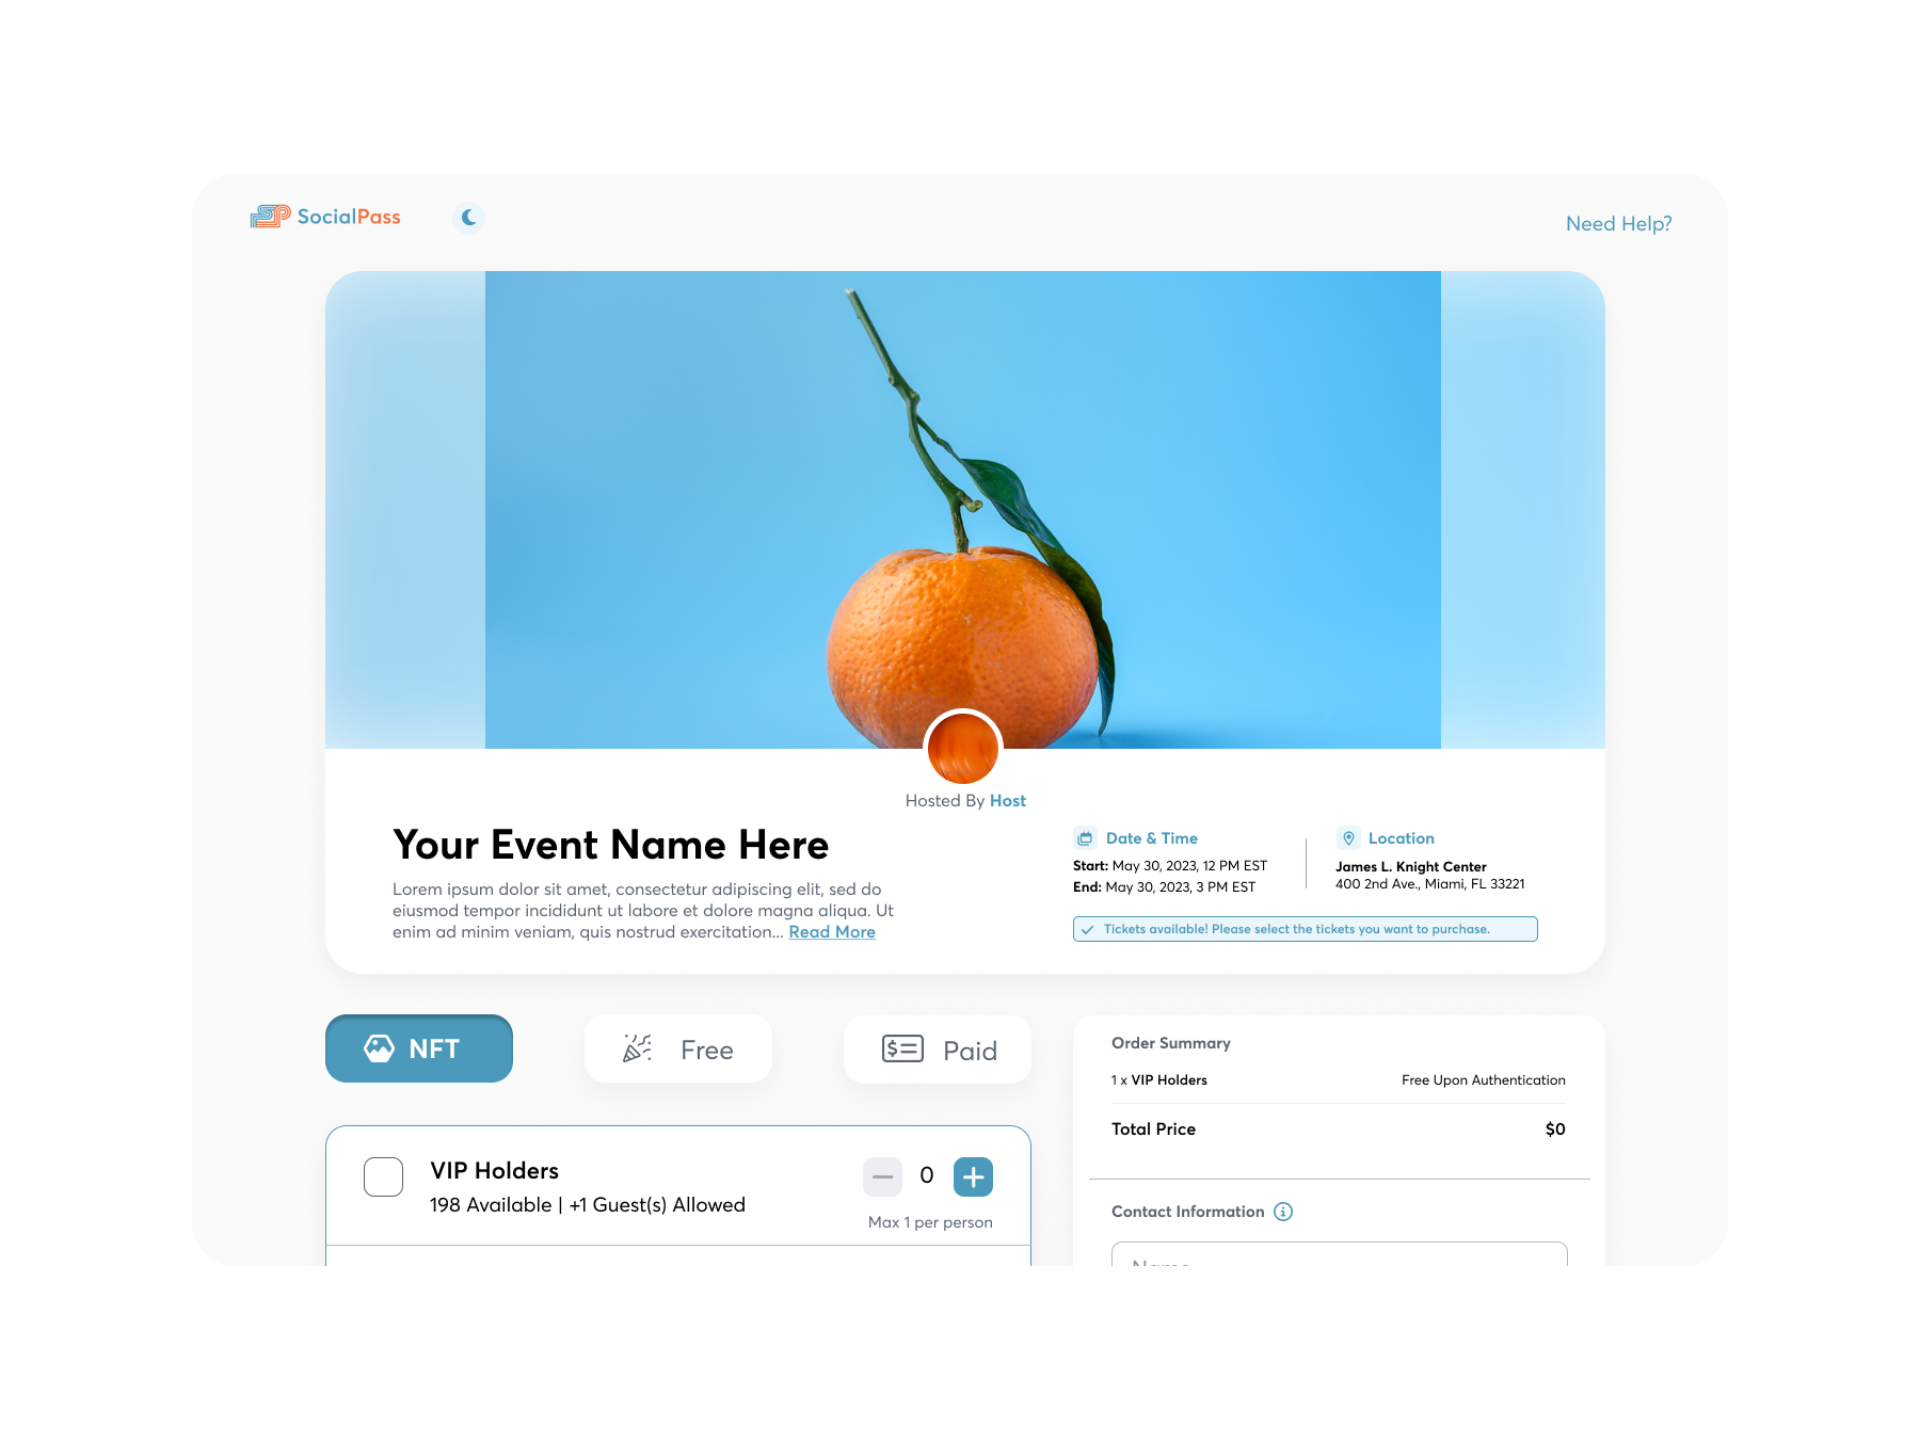 SocialPass
Need Help?
Hosted By Host
Your Event Name Here
Lorem ipsum dolor sit amet, consectetur adipiscing elit, sed do
eiusmod tempor incididunt ut labore et dolore magna aliqua. Ut
enim ad minim veniam, quis nostrud exercitation... Read More
Date & Time
Start: May 30, 2023, 12 PM EST
End: May 30, 2023, 3 PM EST
Location
James L. Knight Center
400 2nd Ave., Miami, FL 33221
Tickets available! Please select the tickets you want to purchase.
NFT
Free
Paid
VIP Holders
198 Available | +1 Guest(s) Allowed
0
Max 1 per person
Order Summary
1 x VIP Holders Free Upon Authentication
Total Price $0
Contact Information
Name